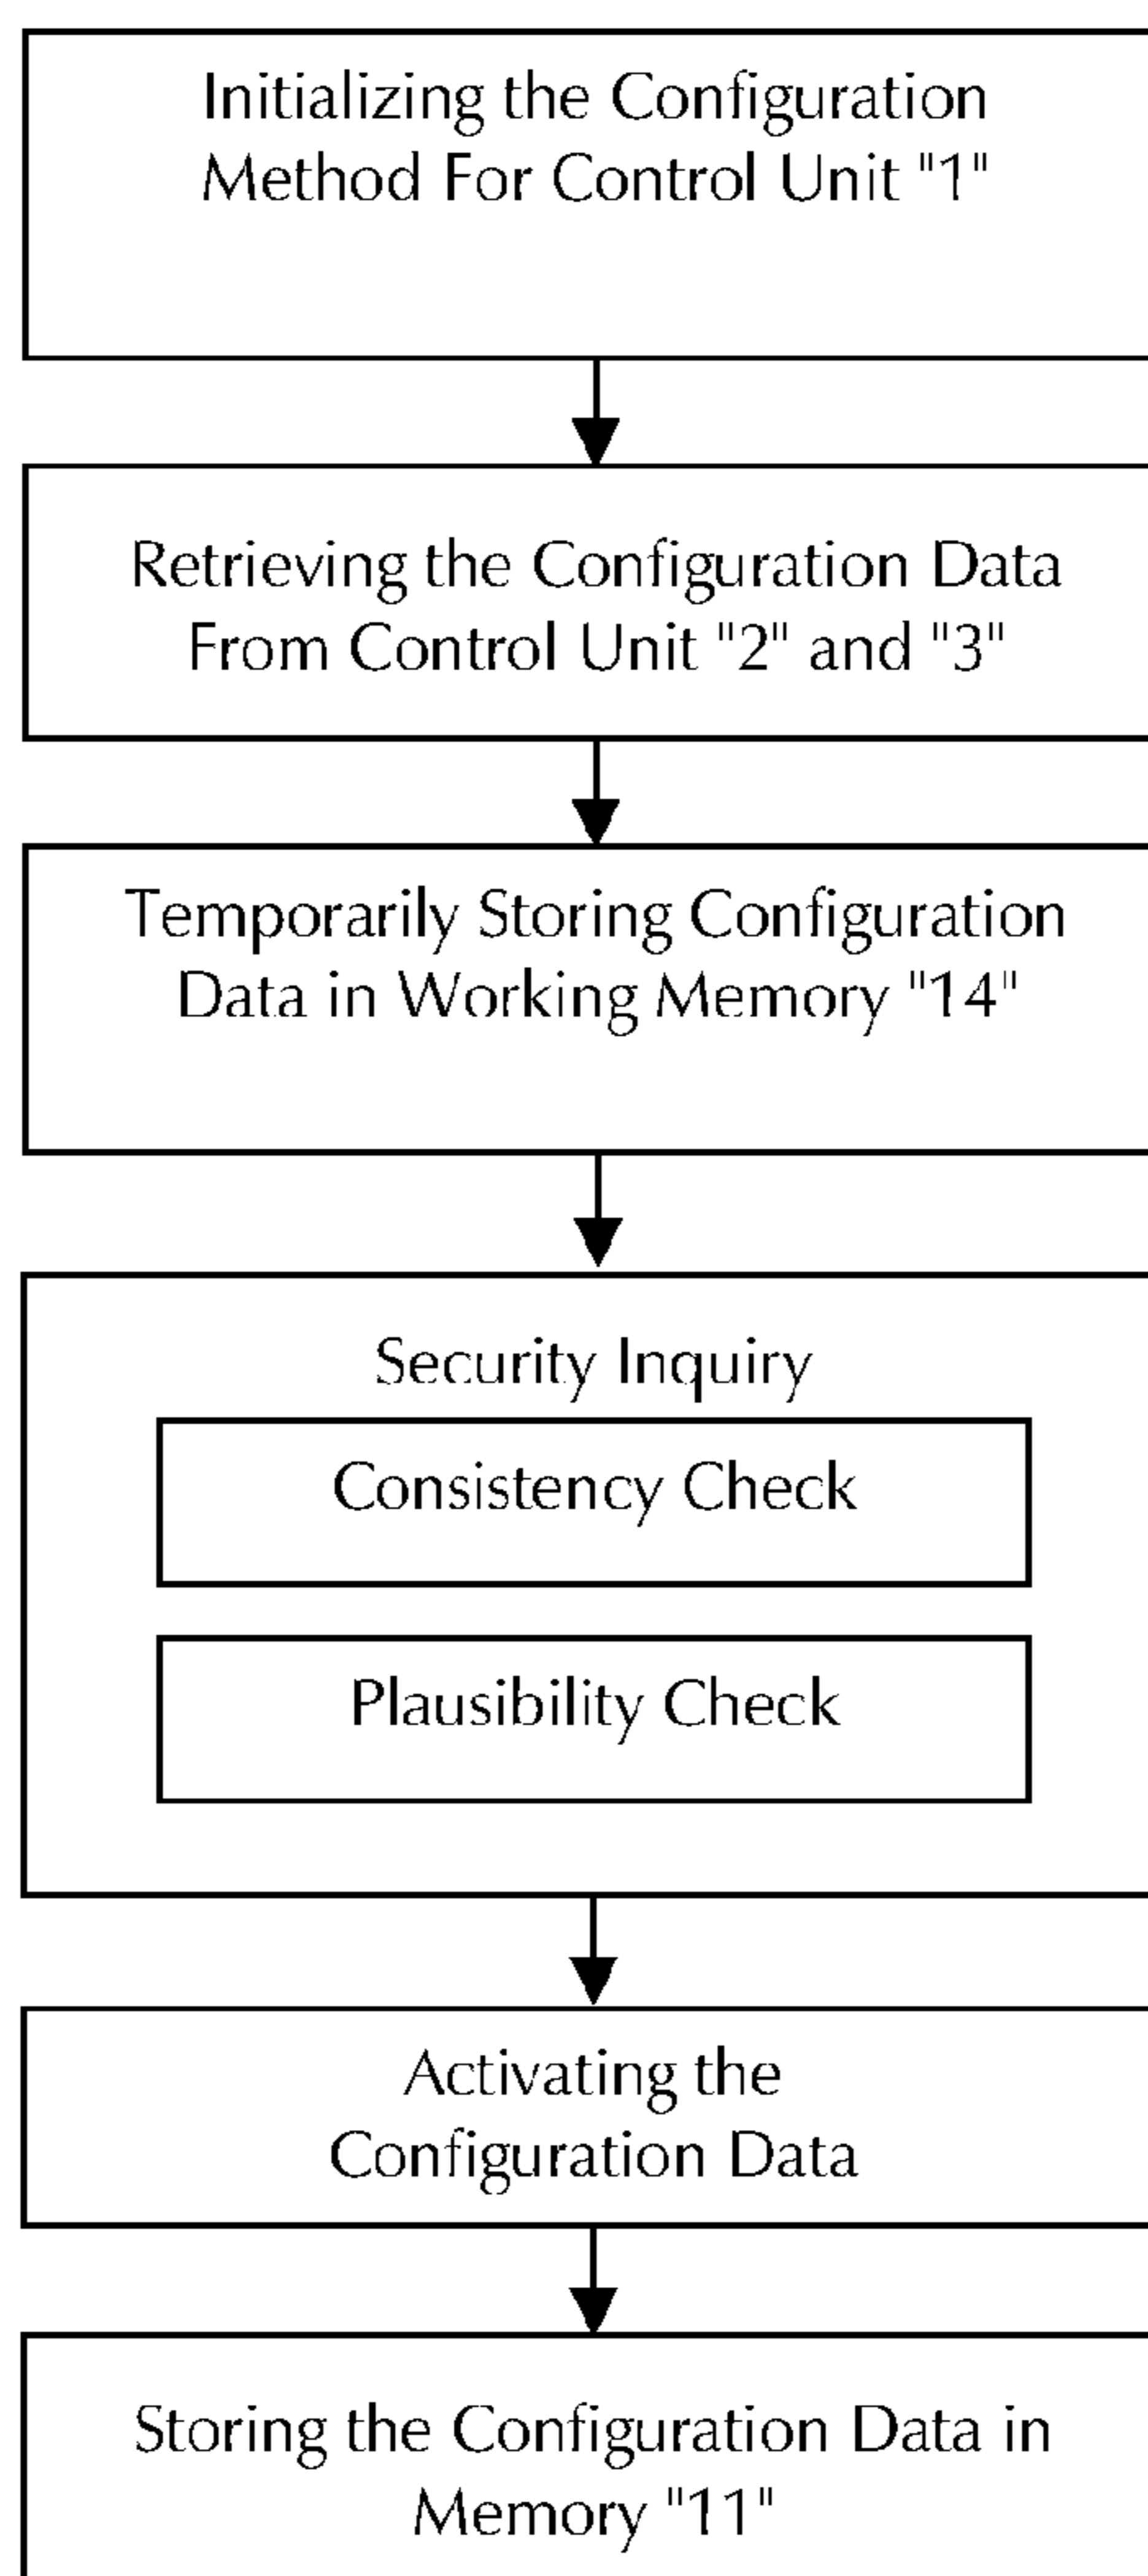 Initializing the Configuration
Method For Control Unit "1"
Retrieving the Configuration Data
From Control Unit "2" and "3"
Temporarily Storing Configuration
Data in Working Memory "14"
Security Inquiry
Consistency Check
Plausibility Check
Activating the
Configuration Data
Storing the Configuration Data in
Memory "11"